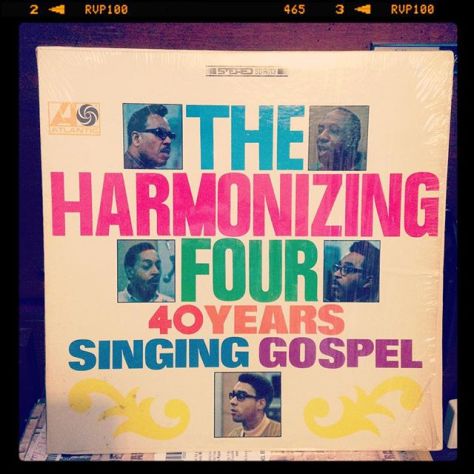 2 RVP100 465 3 RVP100
STEREO
ATLANTIC
THE
HARMONIZING
FOUR
40 YEARS
SINGING GOSPEL